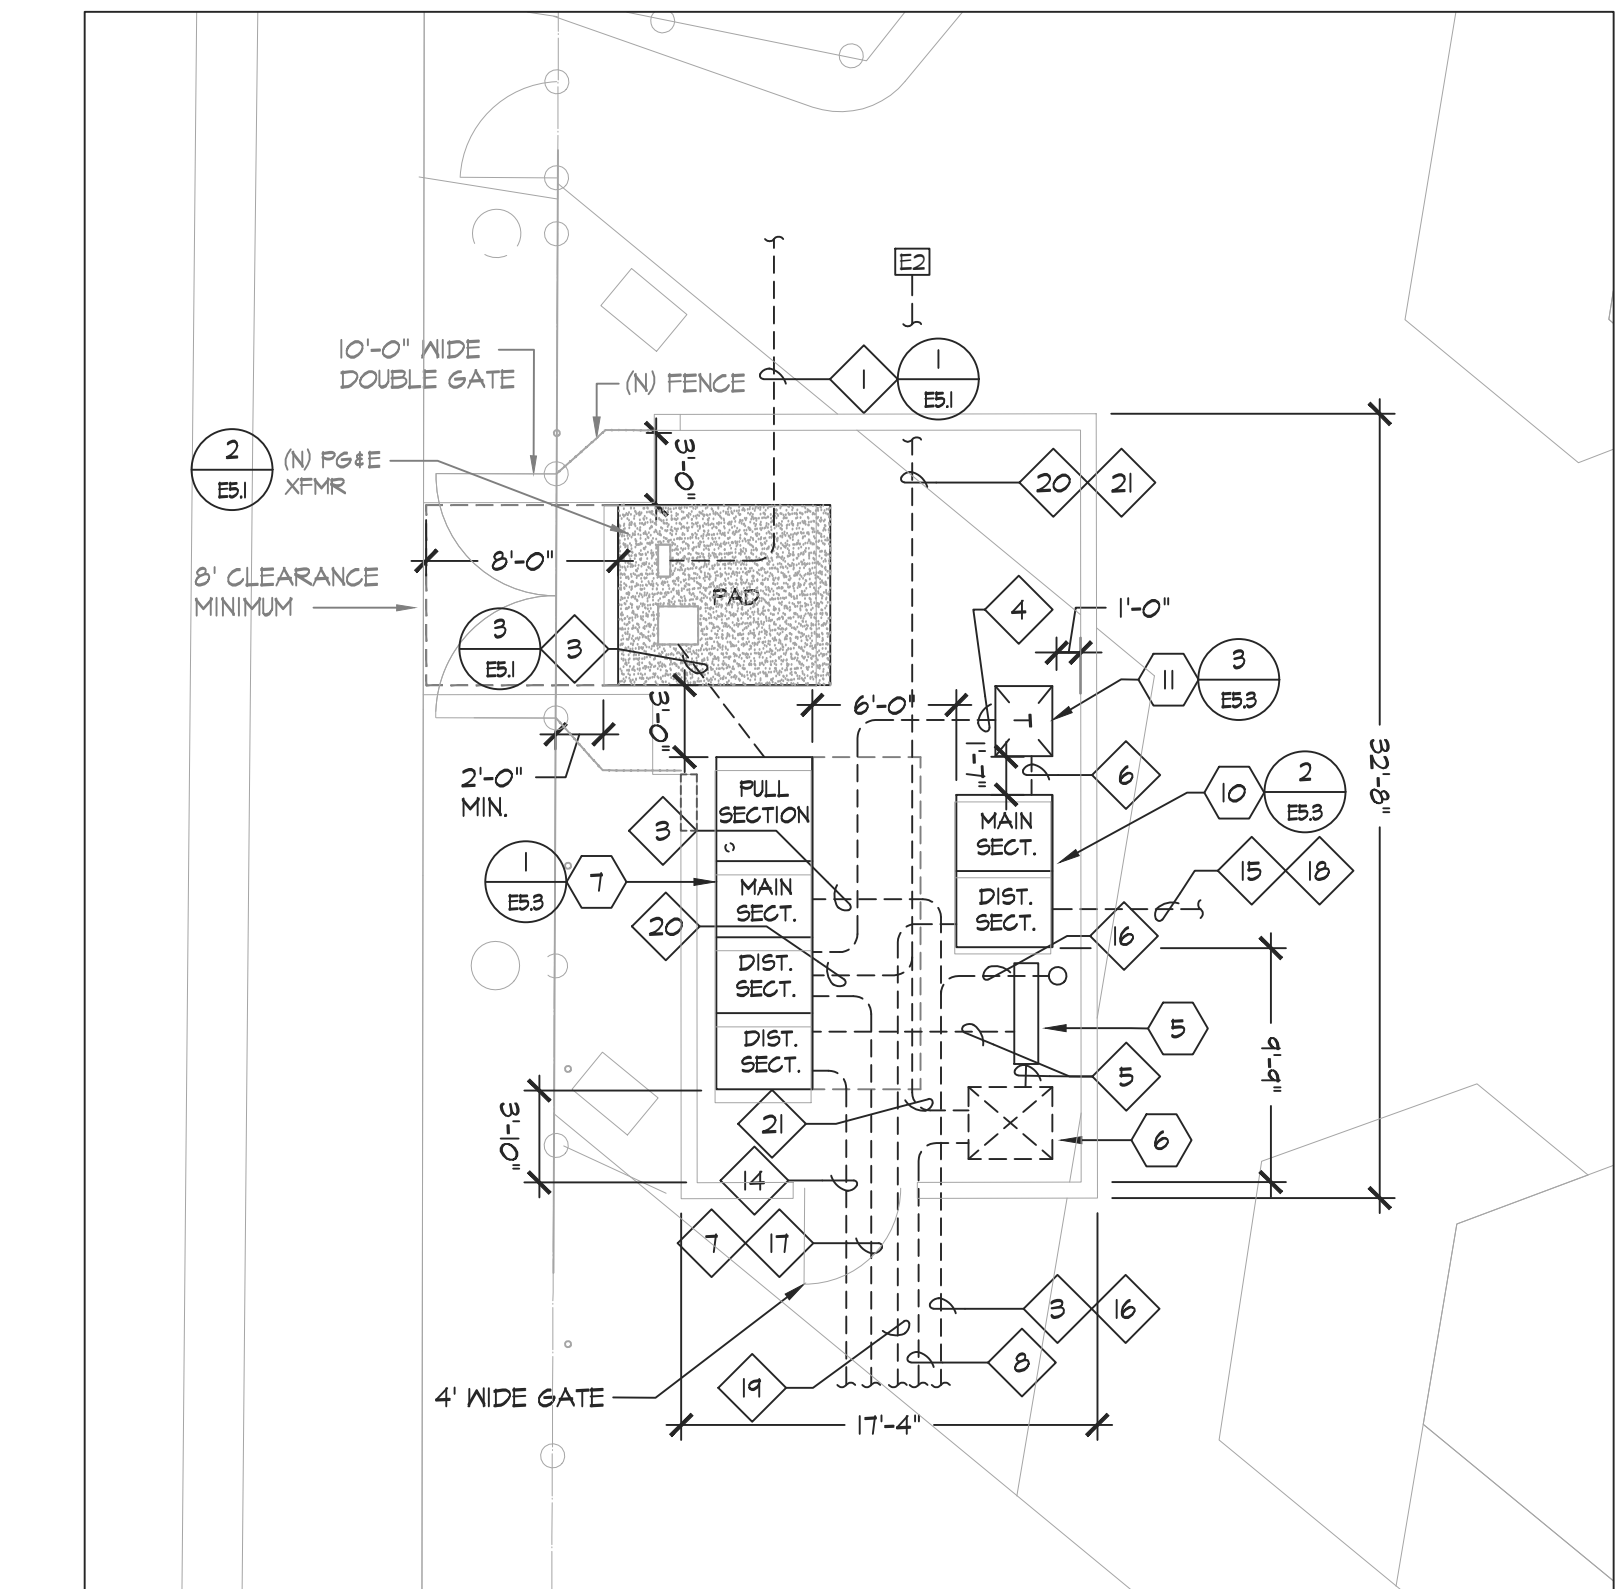 E2
10'-0" WIDE
DOUBLE GATE
(N) FENCE
1
1
E5.1
2
E5.1
(N) PG&E
XFMR
3'-0"
20
21
8'-0"
8' CLEARANCE
MINIMUM
PAD
4
1'-0"
3
E5.1
3
11
3
E5.3
3'-0"
6'-0"
T
1'-7"
2'-0"
MIN.
6
10
2
E5.3
32'-8"
PULL
SECTION
MAIN
SECT.
3
1
E5.3
7
MAIN
SECT.
DIST.
SECT.
15
18
20
16
DIST.
SECT.
5
DIST.
SECT.
5
9'-9"
3'-10"
21
6
14
7
17
3
16
8
19
4' WIDE GATE
17'-4"